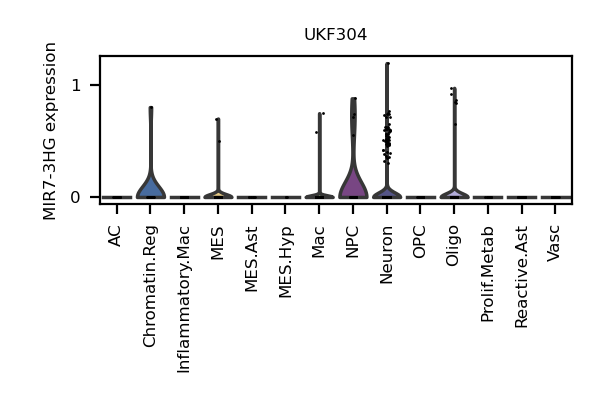 UKF304
MIR7-3HG expression
1
0
AC
Chromatin.Reg
Inflammatory.Mac
MES
MES.Ast
MES.Hyp
Mac
NPC
Neuron
OPC
Oligo
Prolif.Metab
Reactive.Ast
Vasc